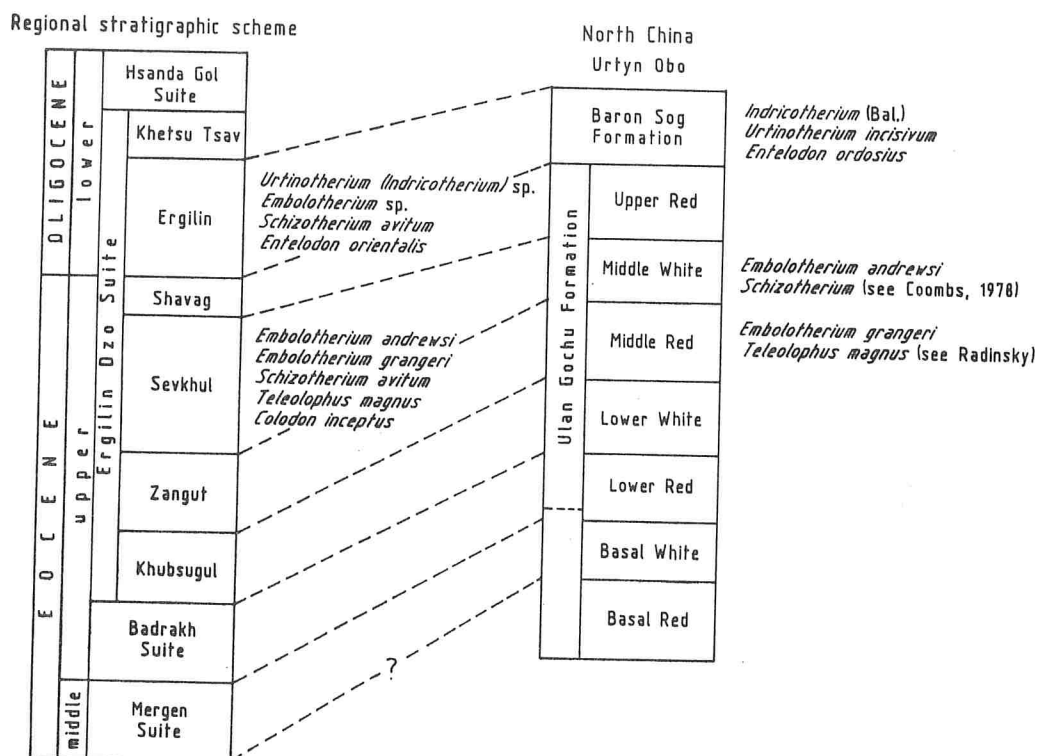 Regional stratigraphic scheme
OLIGOCENE
lower
EOCENE
upper
middle
Ergilin Dzo Suite
Hsanda Gol
Suite
Khetsu Tsav
Ergilin
Shavag
Sevkhul
Zangut
Khubsugul
Badrakh
Suite
Mergen
Suite
Urtinotherium (Indricotherium) sp.
Embolotherium sp.
Schizotherium avitum
Entelodon orientalis
Embolotherium andrewsi
Embolotherium grangeri
Schizotherium avitum
Teleolophus magnus
Colodon inceptus
?
North China
Urtyn Obo
Baron Sog
Formation
Ulan Gochu Formation
Upper Red
Middle White
Middle Red
Lower White
Lower Red
Basal White
Basal Red
Indricotherium (Bal.)
Urtinotherium incisivum
Entelodon ordosius
Embolotherium andrewsi
Schizotherium (see Coombs, 1978)
Embolotherium grangeri
Teleolophus magnus (see Radinsky)